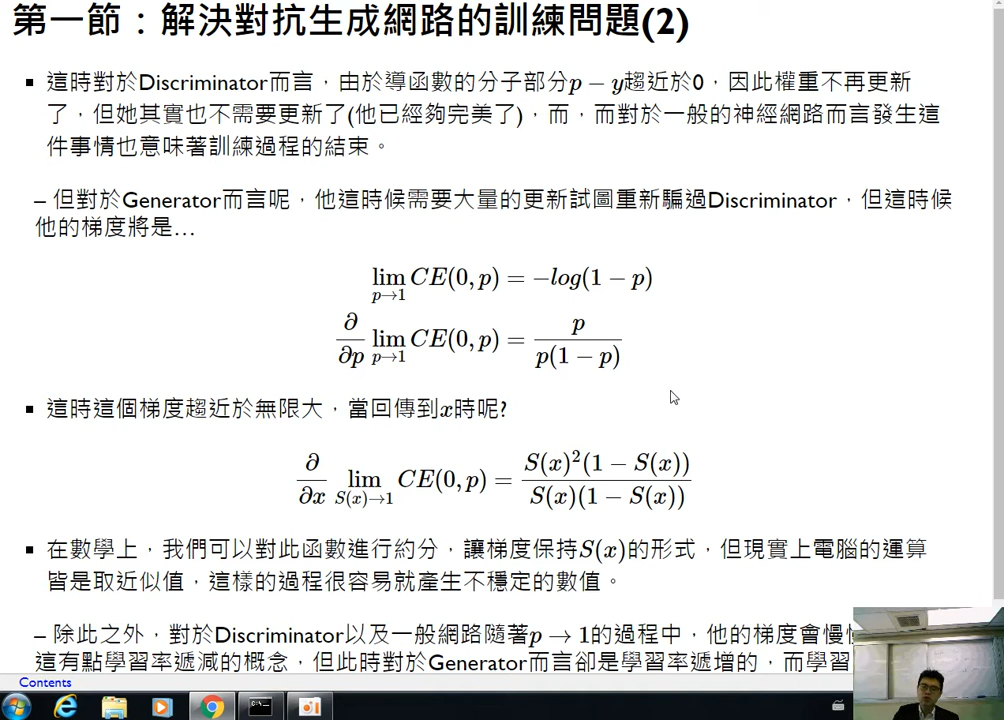 第一節：解決對抗生成網路的訓練問題(2)
▪ 這時對於Discriminator而言，由於導函數的分子部分p − y趨近於0，因此權重不再更新
了，但她其實也不需要更新了(他已經夠完美了)，而，而對於一般的神經網路而言發生這
件事情也意味著訓練過程的結束。
– 但對於Generator而言呢，他這時候需要大量的更新試圖重新騙過Discriminator，但這時候
他的梯度將是…
lim_{p→1} CE(0, p) = −log(1 − p)
∂/∂p lim_{p→1} CE(0, p) = p / p(1 − p)
▪ 這時這個梯度趨近於無限大，當回傳到x時呢?
∂/∂x lim_{S(x)→1} CE(0, p) = S(x)²(1 − S(x)) / S(x)(1 − S(x))
▪ 在數學上，我們可以對此函數進行約分，讓梯度保持S(x)的形式，但現實上電腦的運算
皆是取近似值，這樣的過程很容易就產生不穩定的數值。
– 除此之外，對於Discriminator以及一般網路隨著p → 1的過程中，他的梯度會慢
這有點學習率遞減的概念，但此時對於Generator而言卻是學習率遞增的，而學習
Contents